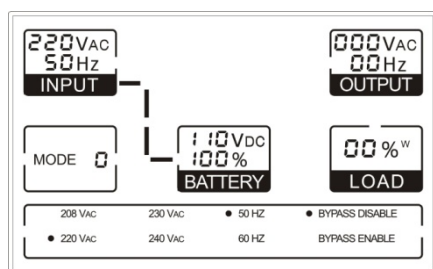 220VAC
50HZ
INPUT
000VAC
00HZ
OUTPUT
MODE 0
110VDC
100%
BATTERY
00%W
LOAD
208 VAC 230 VAC ● 50 HZ ● BYPASS DISABLE
● 220 VAC 240 VAC 60 HZ BYPASS ENABLE